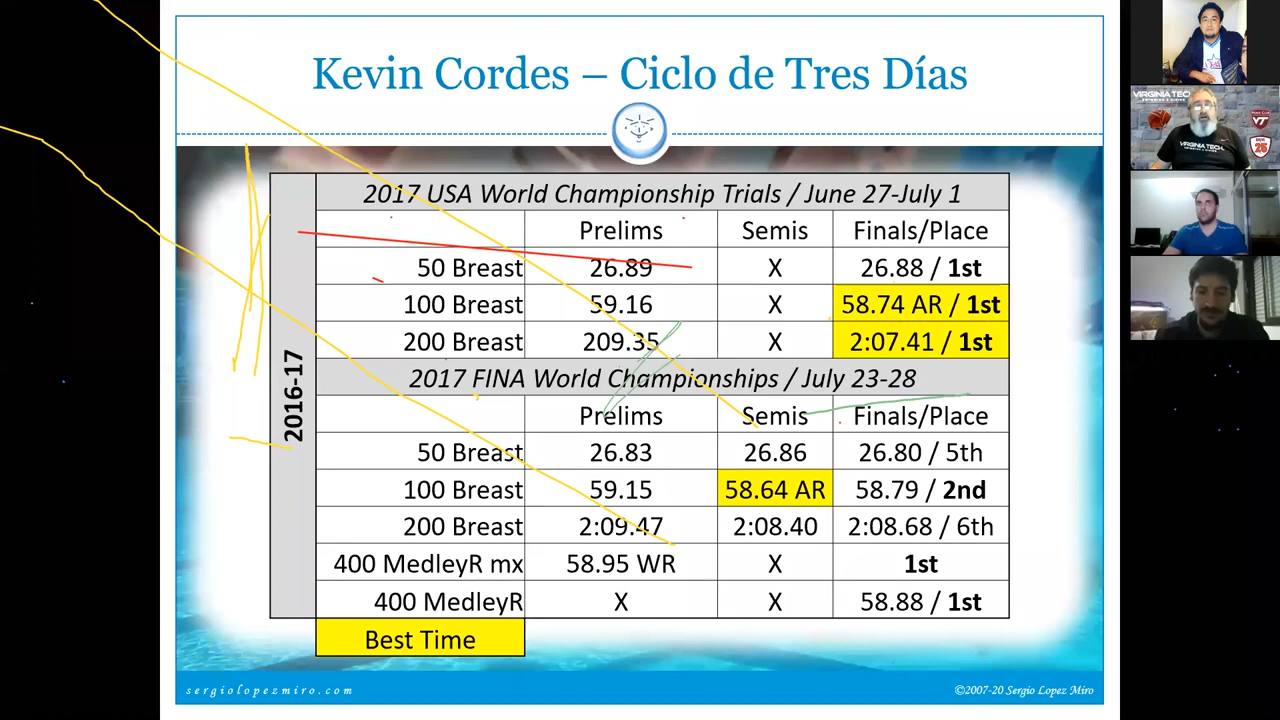 Kevin Cordes – Ciclo de Tres Días
2016-17
2017 USA World Championship Trials / June 27-July 1
Prelims Semis Finals/Place
50 Breast 26.89 X 26.88 / 1st
100 Breast 59.16 X 58.74 AR / 1st
200 Breast 209.35 X 2:07.41 / 1st
2017 FINA World Championships / July 23-28
Prelims Semis Finals/Place
50 Breast 26.83 26.86 26.80 / 5th
100 Breast 59.15 58.64 AR 58.79 / 2nd
200 Breast 2:09.47 2:08.40 2:08.68 / 6th
400 MedleyR mx 58.95 WR X 1st
400 MedleyR X X 58.88 / 1st
Best Time
sergiolopezmiro.com
©2007-20 Sergio Lopez Miro
VIRGINIA TECH
VIRGINIA TECH
VT